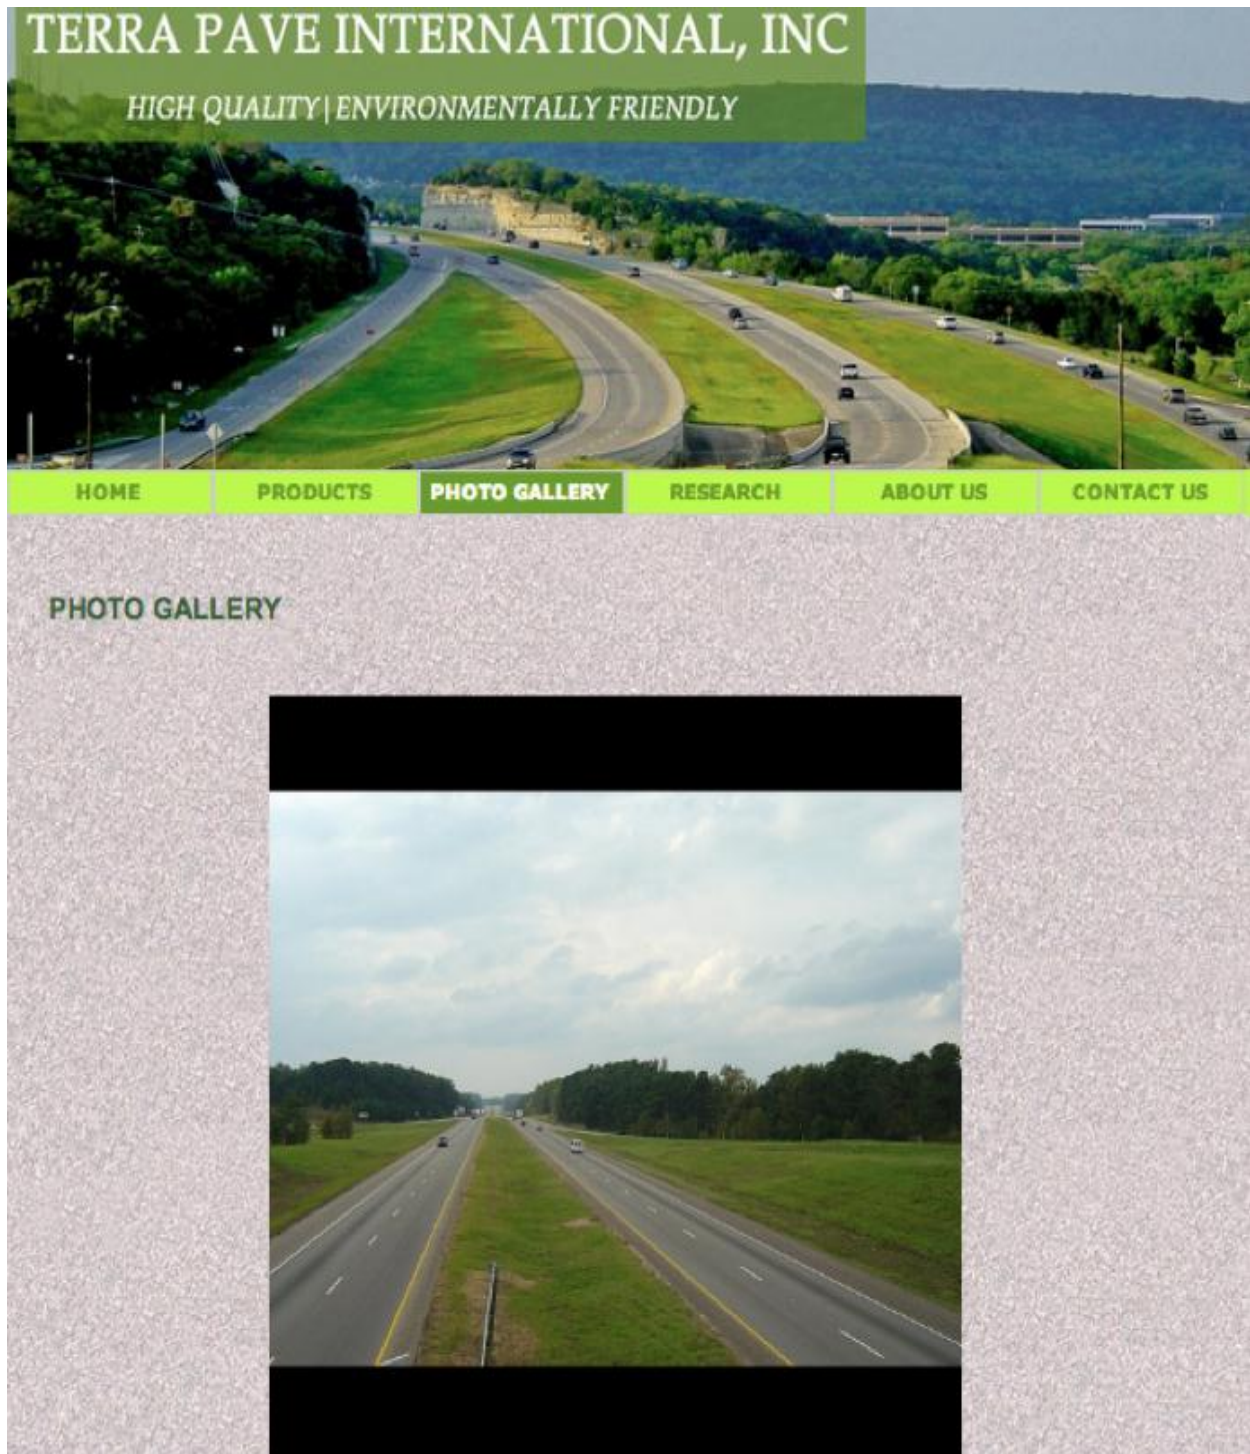 TERRA PAVE INTERNATIONAL, INC
HIGH QUALITY|ENVIRONMENTALLY FRIENDLY
HOME PRODUCTS PHOTO GALLERY RESEARCH ABOUT US CONTACT US
PHOTO GALLERY